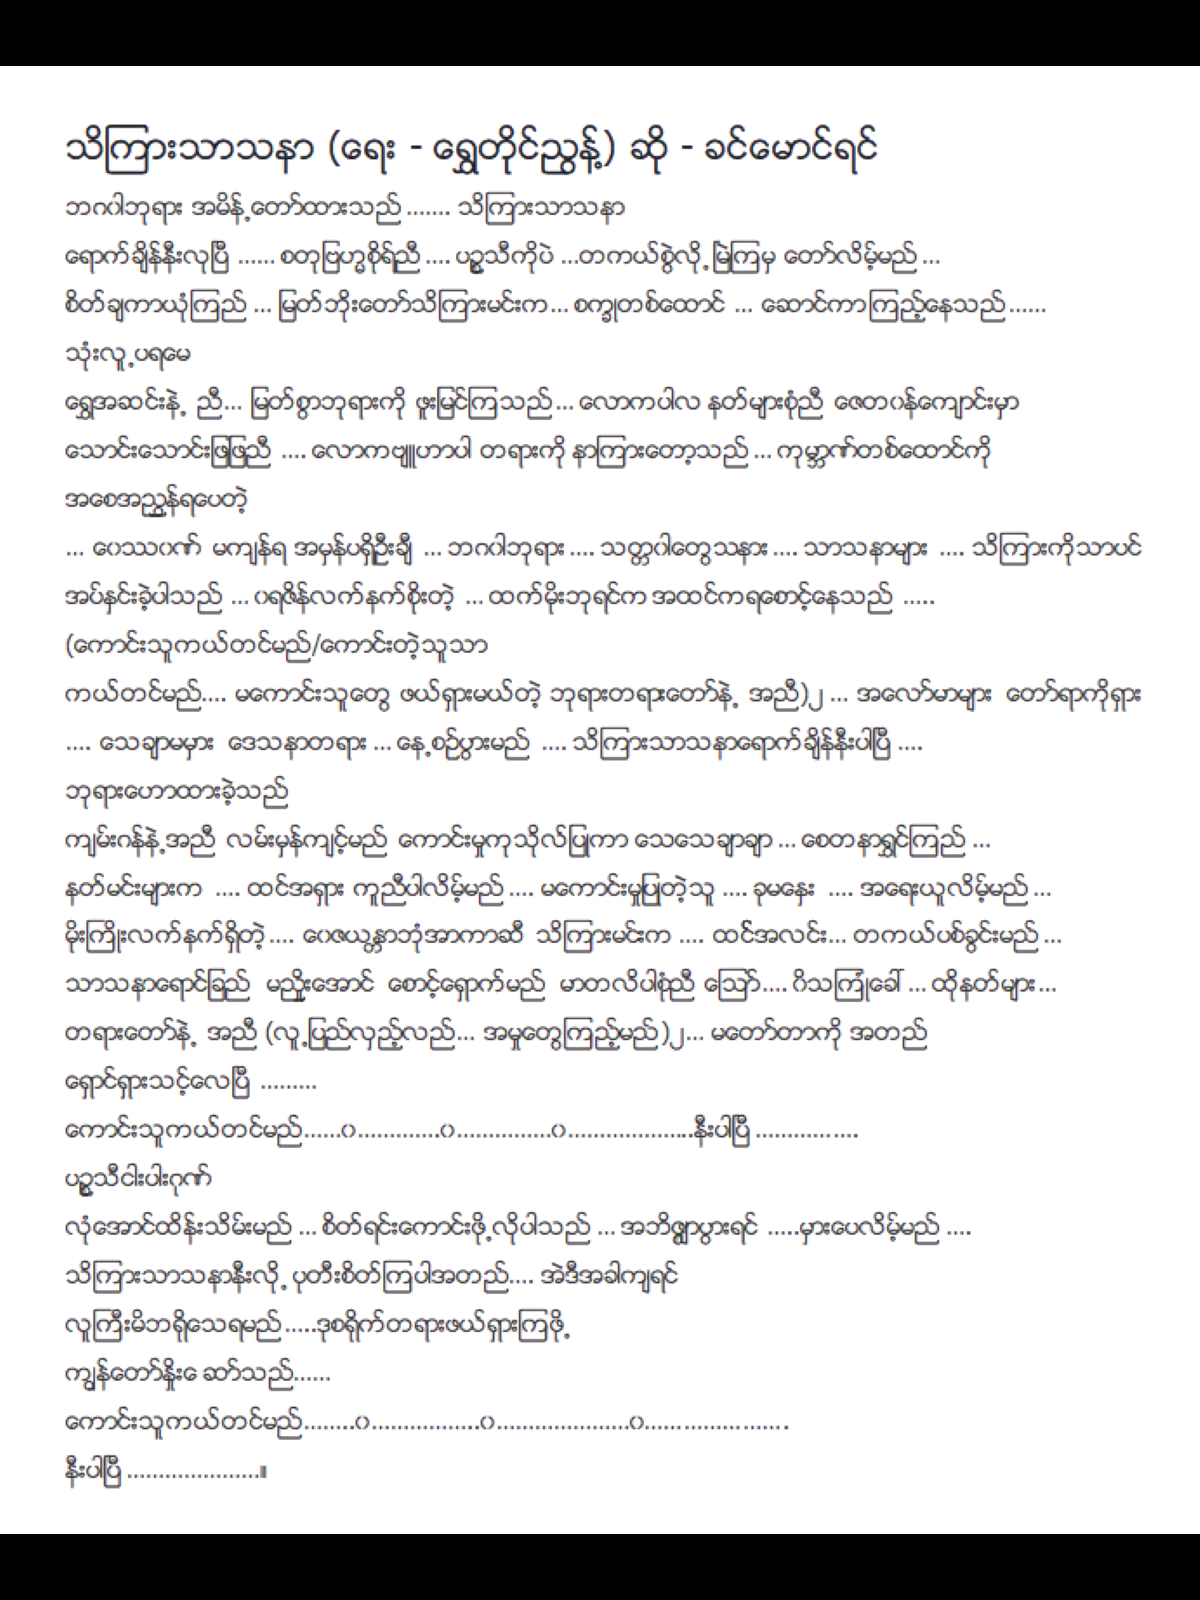 သိကြားသာသနာ (ရေး - ရွှေတိုင်ညွန့်) ဆို - ခင်မောင်ရင်
ဘဂ၀ါဘုရား အမိန့်တော်ထားသည် ....... သိကြားသာသနာ
ရောက်ချိန်နီးလုပြီ ...... စတုဗြဟ္မစိုရ်ညီ .... ပဥ္စသီကိုပဲ ...တကယ်စွဲလို့မြဲကြမှ တော်လိမ့်မည် ...
စိတ်ချကာယုံကြည် ... မြတ်ဘိုးတော်သိကြားမင်းက... စက္ခုတစ်ထောင် ... ဆောင်ကာကြည့်နေသည် ......
သုံးလူ့ပရမေ
ရွှေအဆင်းနဲ့ ညီ... မြတ်စွာဘုရားကို ဖူးမြင်ကြသည် ... လောကပါလ နတ်များစုံညီ ဇေတ၀န်ကျောင်းမှာ
သောင်းသောင်းဖြဖြညီ .... လောကဗျူဟာပါ တရားကို နာကြားတော့သည် ... ကုမ္ဘာဏ်တစ်ထောင်ကို
အစေအညွှန်ရပေတဲ့
... ၀ေဿ၀ဏ် မကျန်ရ အမှန်ပရှိဦးချီ ... ဘဂ၀ါဘုရား .... သတ္တ၀ါတွေသနား .... သာသနာများ .... သိကြားကိုသာပင်
အပ်နှင်းခဲ့ပါသည် ... ၀ရဇိန်လက်နက်စိုးတဲ့ ... ထက်မိုးဘုရင်က အထင်ကရစောင့်နေသည် .....
(ကောင်းသူကယ်တင်မည်/ကောင်းတဲ့သူသာ
ကယ်တင်မည်.... မကောင်းသူတွေ ဖယ်ရှားမယ်တဲ့ ဘုရားတရားတော်နဲ့ အညီ)၂ ... အလော်မာများ တော်ရာကိုရှား
.... သေချာမမှား ဒေသနာတရား ... နေ့စဉ်ပွားမည် .... သိကြားသာသနာရောက်ချိန်နီးပါပြီ ....
ဘုရားဟောထားခဲ့သည်
ကျမ်းဂန်နဲ့အညီ လမ်းမှန်ကျင့်မည် ကောင်းမှုကုသိုလ်ပြုကာ သေသေချာချာ ... စေတနာရွှင်ကြည် ...
နတ်မင်းများက .... ထင်အရှား ကူညီပါလိမ့်မည် .... မကောင်းမှုပြုတဲ့သူ .... ခုမနှေး .... အရေးယူလိမ့်မည် ...
မိုးကြိုးလက်နက်ရှိတဲ့ .... ၀ေဇယန္တာဘုံအာကာဆီ သိကြားမင်းက .... ထင်အလင်း... တကယ်ပစ်ခွင်းမည် ...
သာသနာရောင်ခြည် မညှိုးအောင် စောင့်ရှောက်မည် မာတလိပါစုံညီ သြော်.... ဂိသကြုံခေါ် ... ထိုနတ်များ ...
တရားတော်နဲ့ အညီ (လူ့ပြည်လှည့်လည်... အမှုတွေကြည့်မည် )၂... မတော်တာကို အတည်
ရှောင်ရှားသင့်လေပြီ .........
ကောင်းသူကယ်တင်မည်......၀.............၀...............၀....................နီးပါပြီ ................
ပဥ္စသီငါးပါးဂုဏ်
လုံအောင်ထိန်းသိမ်းမည် ... စိတ်ရင်းကောင်းဖို့လိုပါသည် ... အဘိဇ္ဈာပွားရင် .....မှားပေလိမ့်မည် ....
သိကြားသာသနာနီးလို့ ပုတီးစိတ်ကြပါအတည်.... အဲဒီအခါကျရင်
လူကြီးမိဘရိုသေရမည် .....ဒုစရိုက်တရားဖယ်ရှားကြဖို့
ကျွန်တော်နှိုးေဆာ်သည်......
ကောင်းသူကယ်တင်မည်........၀.................၀.....................၀.......................
နီးပါပြီ .....................။